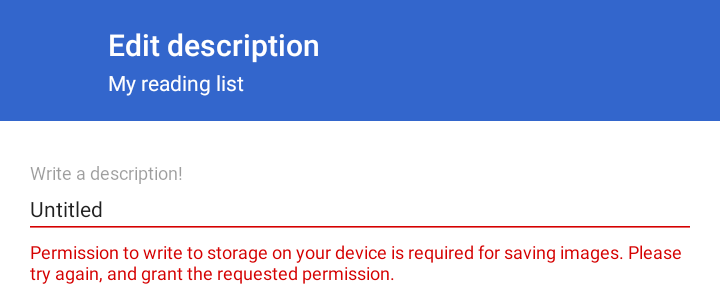 Edit description
My reading list
Write a description!
Untitled
Permission to write to storage on your device is required for saving images. Please
try again, and grant the requested permission.